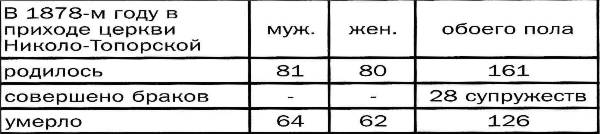 В 1878-м году в
приходе церкви
Николо-Топорской
муж. жен. обоего пола
родилось 81 80 161
совершено браков - - 28 супружеств
умерло 64 62 126